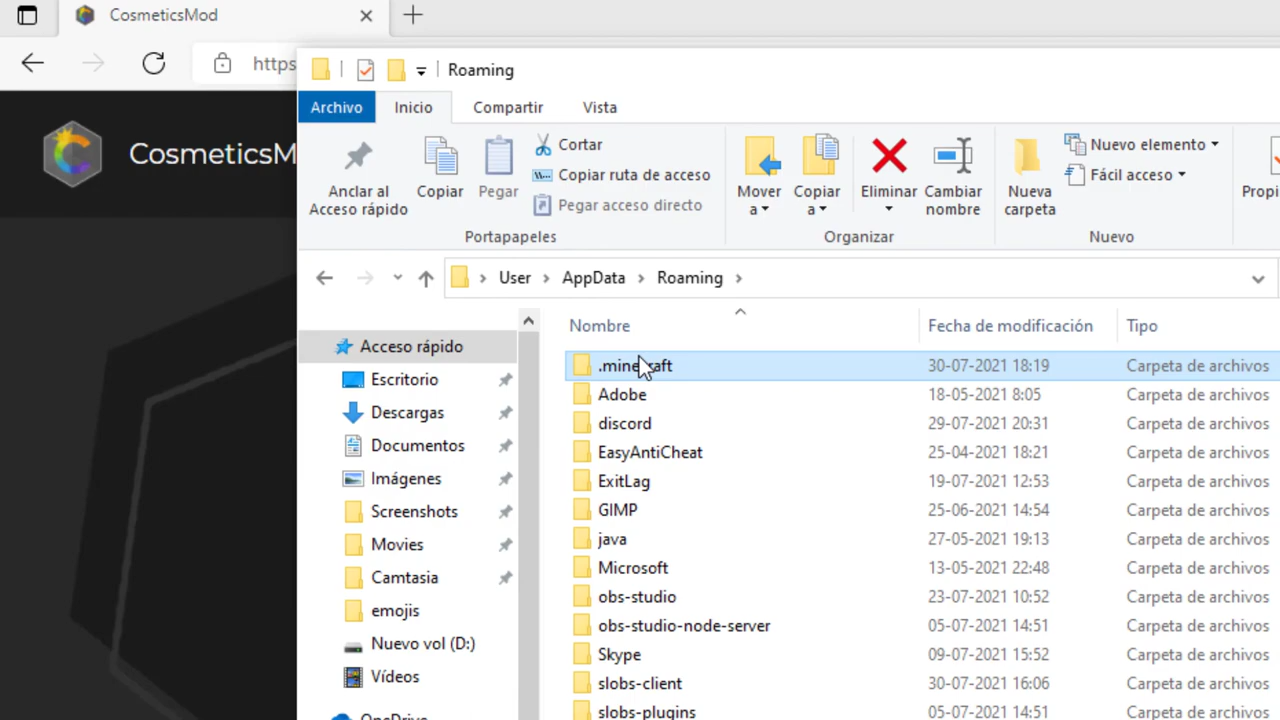 CosmeticsMod
https
CosmeticsM
Roaming
Archivo Inicio Compartir Vista
Anclar al
Acceso rápido
Copiar
Pegar
Cortar
Copiar ruta de acceso
Pegar acceso directo
Portapapeles
Mover
a
Copiar
a
Eliminar
Cambiar
nombre
Organizar
Nueva
carpeta
Nuevo elemento
Fácil acceso
Nuevo
Propi
User > AppData > Roaming >
Acceso rápido
Escritorio
Descargas
Documentos
Imágenes
Screenshots
Movies
Camtasia
emojis
Nuevo vol (D:)
Vídeos
OneDrive
Nombre Fecha de modificación Tipo
.minecraft 30-07-2021 18:19 Carpeta de archivos
Adobe 18-05-2021 8:05 Carpeta de archivos
discord 29-07-2021 20:31 Carpeta de archivos
EasyAntiCheat 25-04-2021 18:21 Carpeta de archivos
ExitLag 19-07-2021 12:53 Carpeta de archivos
GIMP 25-06-2021 14:54 Carpeta de archivos
java 27-05-2021 19:13 Carpeta de archivos
Microsoft 13-05-2021 22:48 Carpeta de archivos
obs-studio 23-07-2021 10:52 Carpeta de archivos
obs-studio-node-server 05-07-2021 14:51 Carpeta de archivos
Skype 09-07-2021 15:52 Carpeta de archivos
slobs-client 30-07-2021 16:06 Carpeta de archivos
slobs-plugins 05-07-2021 14:51 Carpeta de archivos